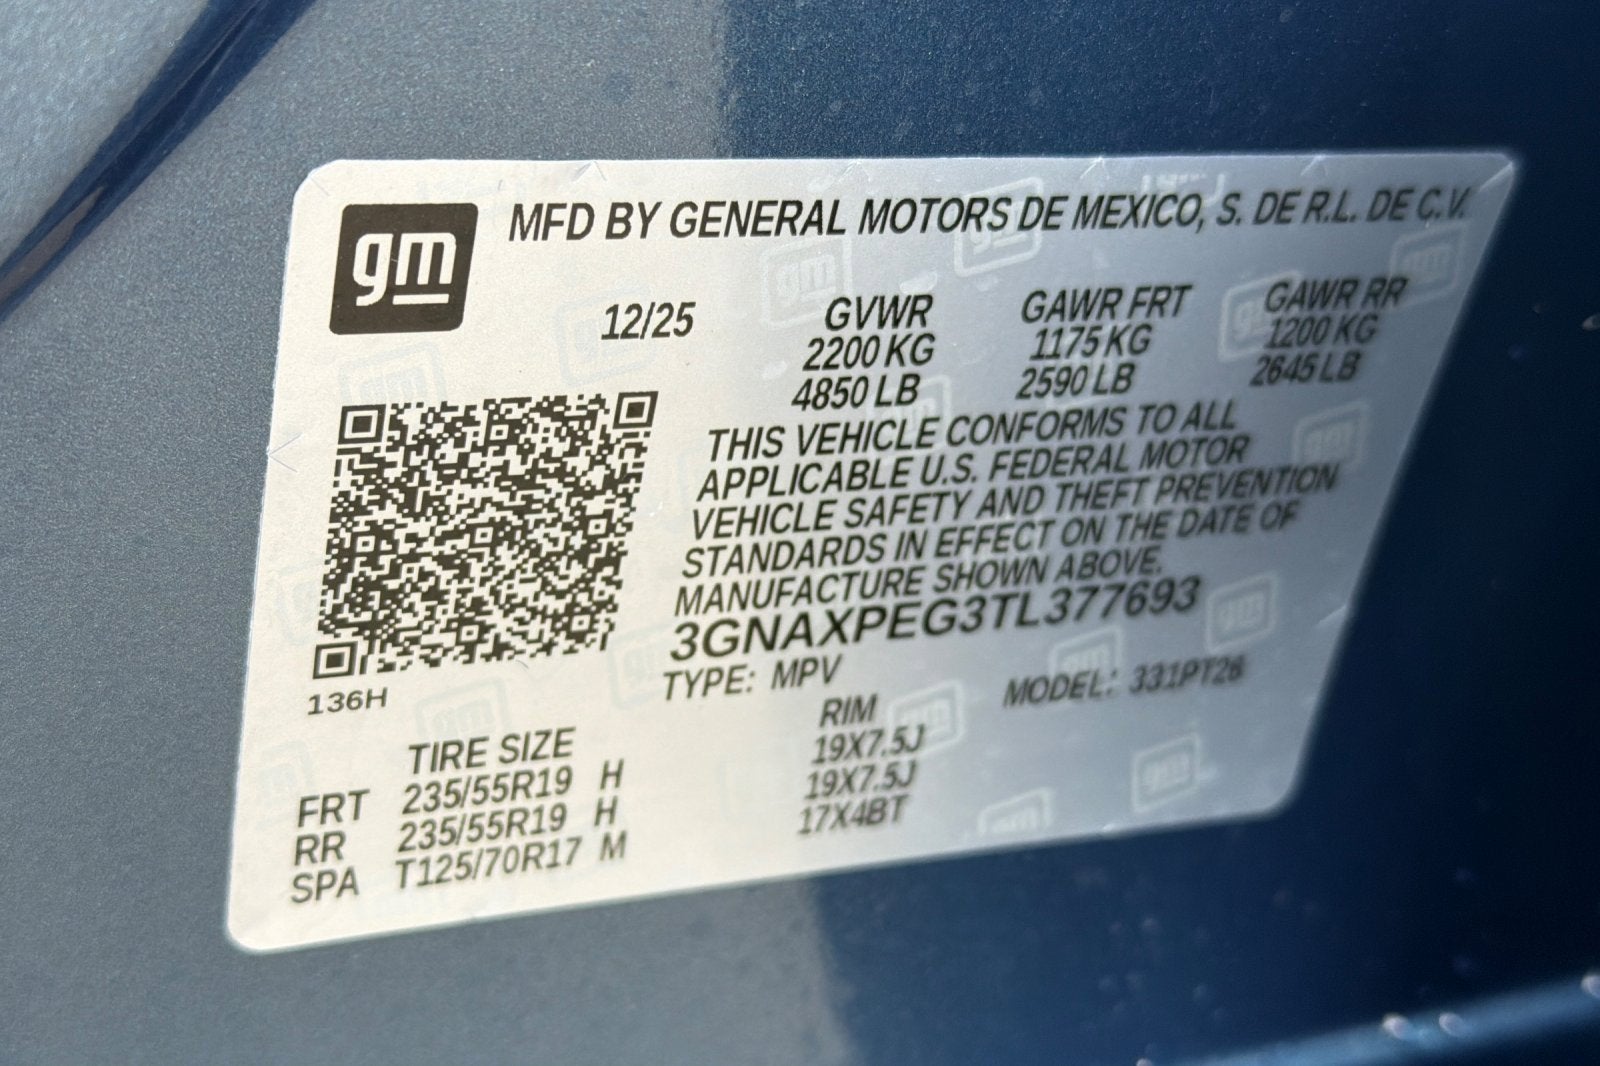 gm
MFD BY GENERAL MOTORS DE MEXICO, S. DE R.L. DE C.V.
12/25 GVWR GAWR FRT GAWR RR
2200 KG 1175 KG 1200 KG
4850 LB 2590 LB 2645 LB
THIS VEHICLE CONFORMS TO ALL
APPLICABLE U.S. FEDERAL MOTOR
VEHICLE SAFETY AND THEFT PREVENTION
STANDARDS IN EFFECT ON THE DATE OF
MANUFACTURE SHOWN ABOVE.
3GNAXPEG3TL377693
TYPE: MPV MODEL: 331PT26
136H
TIRE SIZE RIM
FRT 235/55R19 H 19X7.5J
RR 235/55R19 H 19X7.5J
SPA T125/70R17 M 17X4BT